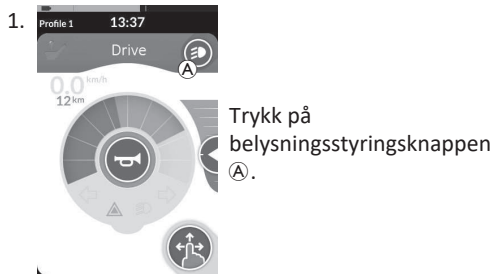 1.
Profile 1 13:37
Drive
Ⓐ
0.0 km/h
12 km
Trykk på
belysningsstyringsknappen
Ⓐ.